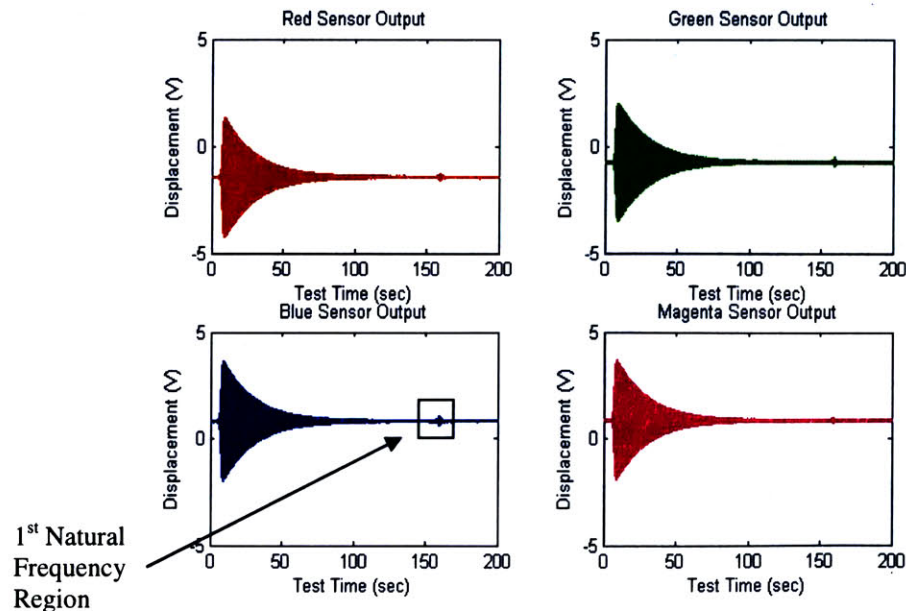 Red Sensor Output
5
0
-5
Displacement (V)
0 50 100 150 200
Test Time (sec)
Green Sensor Output
5
0
-5
Displacement (V)
0 50 100 150 200
Test Time (sec)
Blue Sensor Output
5
0
-5
Displacement (V)
0 50 100 150 200
Test Time (sec)
Magenta Sensor Output
5
0
-5
Displacement (V)
0 50 100 150 200
Test Time (sec)
1st Natural
Frequency
Region